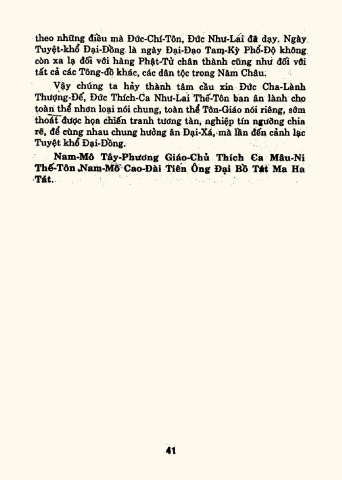 theo những điều mà Đức-Chí-Tôn, Đức Như-Lai đã dạy. Ngày
Tuyệt-khổ Đại-Đồng là ngày Đại-Đạo Tam-Kỳ Phổ-Độ không
còn xa lạ đối với hàng Phật-Tử chân thành cũng như đối với
tất cả các Tông-đồ khác, các dân tộc trong Năm Châu.
Vậy chúng ta hãy thành tâm cầu xin Đức Cha-Lành
Thượng-Đế, Đức Thích-Ca Như-Lai Thế-Tôn ban ân lành cho
toàn thể nhơn loại nói chung, toàn thể Tôn-Giáo nói riêng, sớm
thoát được họa chiến tranh tương tàn, nghiệp tín ngưỡng chia
rẽ, để cùng nhau chung hưởng ân Đại-Xá, mà lần đến cảnh lạc
Tuyệt khổ Đại-Đồng.
Nam-Mô Tây-Phương Giáo-Chủ Thích Ca Mâu-Ni
Thế-Tôn Nam-Mô Cao-Đài Tiên Ông Đại Bồ Tát Ma Ha
Tát.
41